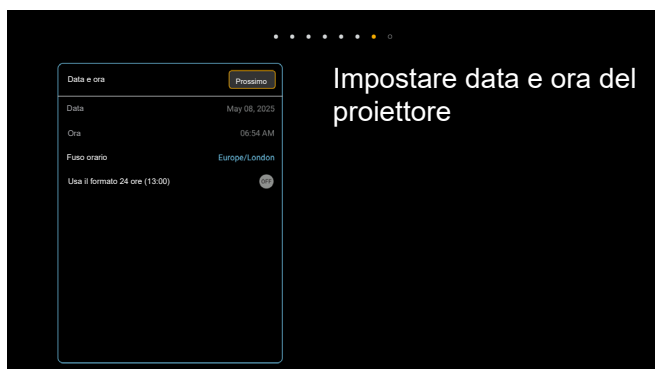 Data e ora
Prossimo
Data
May 08, 2025
Ora
06:54 AM
Fuso orario
Europe/London
Usa il formato 24 ore (13:00)
OFF
Impostare data e ora del
proiettore